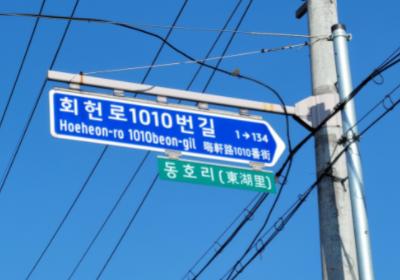 회헌로1010번길
Hoeheon-ro 1010beon-gil
1→134
晦軒路1010番街
동호리(東湖里)